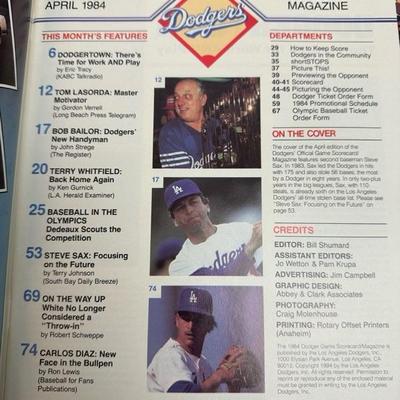 APRIL 1984
Dodgers
MAGAZINE
THIS MONTH'S FEATURES
6 DODGERTOWN: There's
Time for Work AND Play
by Eric Tracy
(KABC Talkradio)
12 TOM LASORDA: Master
Motivator
by Gordon Verrell
(Long Beach Press Telegram)
17 BOB BAILOR: Dodgers'
New Handyman
by John Strege
(The Register)
20 TERRY WHITFIELD:
Back Home Again
by Ken Gurnick
(L.A. Herald Examiner)
25 BASEBALL IN THE
OLYMPICS
Dedeaux Scouts the
Competition
53 STEVE SAX: Focusing
on the Future
by Terry Johnson
(South Bay Daily Breeze)
69 ON THE WAY UP
White No Longer
Considered a
"Throw-in"
by Robert Schweppe
74 CARLOS DIAZ: New
Face in the Bullpen
by Ron Lewis
(Baseball for Fans
Publications)
12
17
Dodgers
74
DEPARTMENTS
29 How to Keep Score
33 Dodgers in the Community
35 shortSTOPS
37 Picture This!
39 Previewing the Opponent
40-41 Scorecard
44-45 Picturing the Opponent
48 Dodger Ticket Order Form
59 1984 Promotional Schedule
67 Olympic Baseball Ticket
Order Form
ON THE COVER
The cover of the April edition of the
Dodgers' Official Game Scorecard
Magazine features second baseman Steve
Sax. In 1983, Sax led the Dodgers in hits
with 175 and also stole 56 bases, the most
by a Dodger in eight years. In only two-plus
years in the big leagues, Sax, with 110
steals, is already sixth on the Los Angeles
Dodgers' all-time stolen base list. Please see
"Steve Sax: Focusing on the Future" on
page 53.
CREDITS
EDITOR: Bill Shumard
ASSISTANT EDITORS:
Jo Wetton & Pam Krupa
ADVERTISING: Jim Campbell
GRAPHIC DESIGN:
Abbey & Clark Associates
PHOTOGRAPHY:
Craig Molenhouse
PRINTING: Rotary Offset Printers
(Anaheim)
The 1984 Dodger Game Scorecard/Magazine is
published by the Los Angeles Dodgers, Inc.,
1000 Elysian Park Avenue, Los Angeles, CA
90012. Copyright 1984 by the Los Angeles
Dodgers, Inc. All rights reserved. Permission to
reprint or reproduce any of the enclosed material
must be granted in writing by the Los Angeles
Dodgers, Inc.